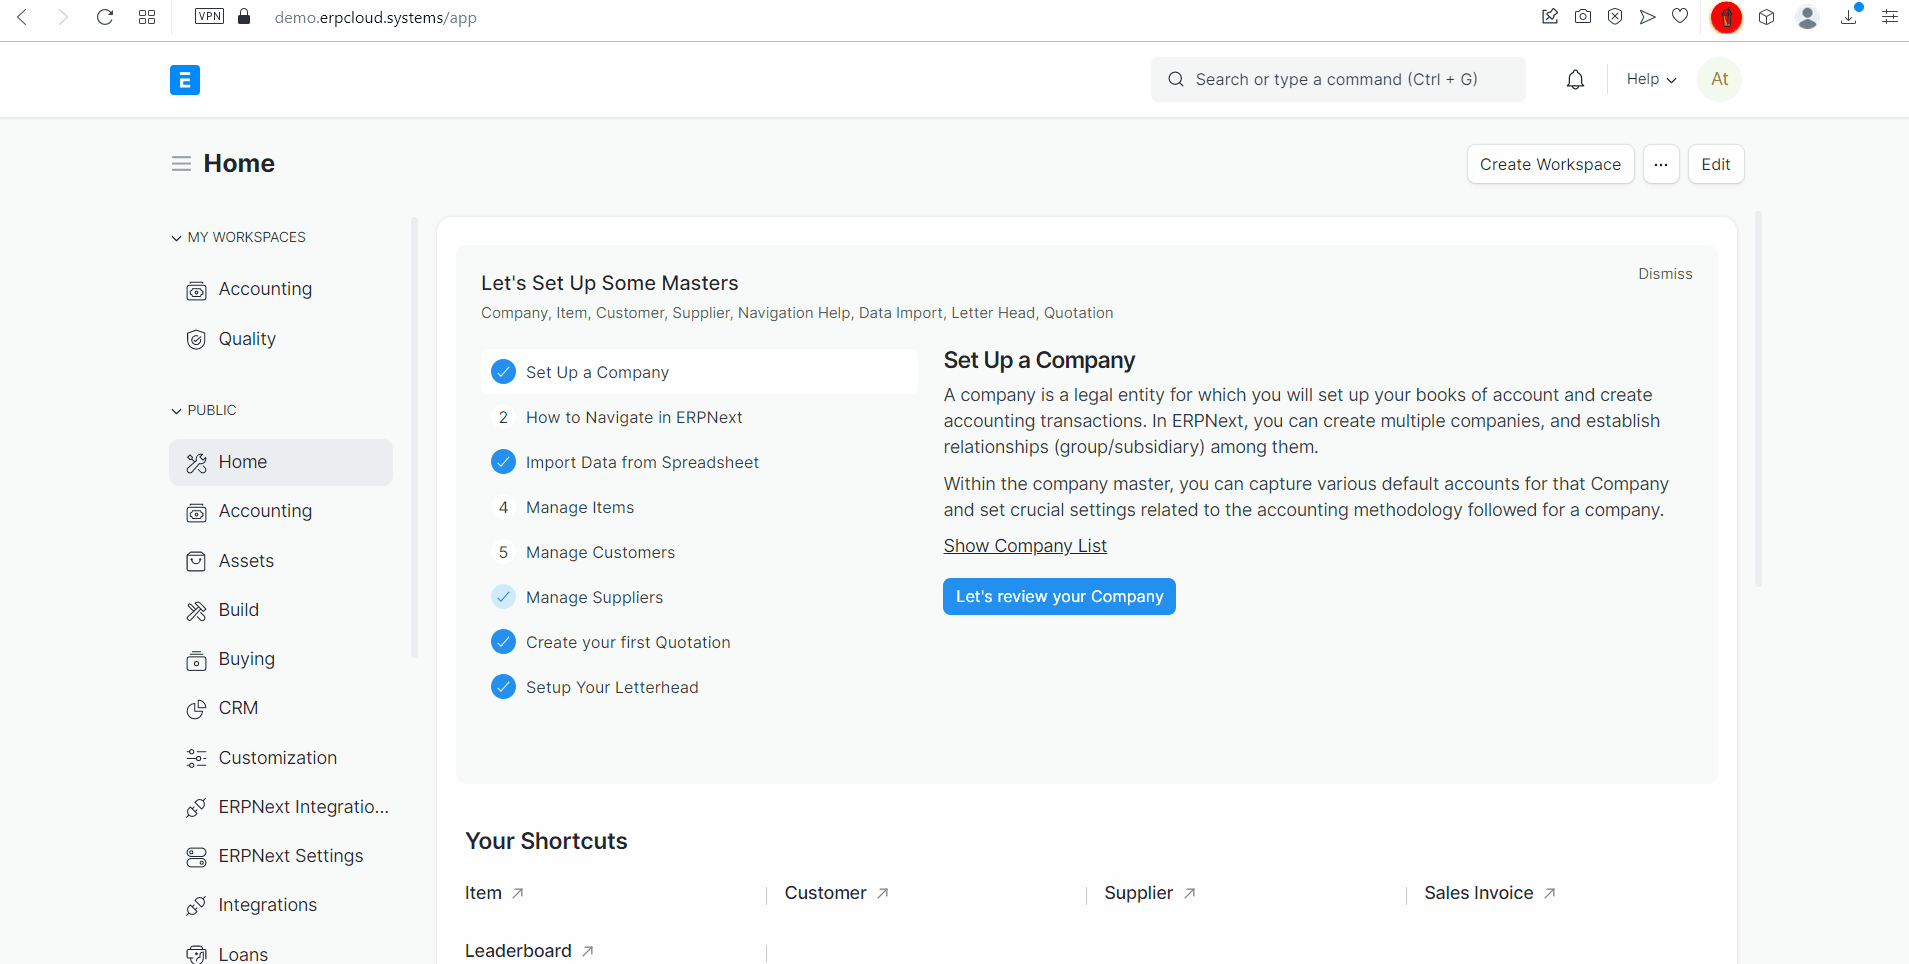 VPN demo.erpcloud.systems/app
E
Search or type a command (Ctrl + G)
Help
At
Home
Create Workspace
...
Edit
MY WORKSPACES
Accounting
Quality
PUBLIC
Home
Accounting
Assets
Build
Buying
CRM
Customization
ERPNext Integratio...
ERPNext Settings
Integrations
Loans
Let's Set Up Some Masters
Dismiss
Company, Item, Customer, Supplier, Navigation Help, Data Import, Letter Head, Quotation
Set Up a Company
2 How to Navigate in ERPNext
Import Data from Spreadsheet
4 Manage Items
5 Manage Customers
Manage Suppliers
Create your first Quotation
Setup Your Letterhead
Set Up a Company
A company is a legal entity for which you will set up your books of account and create
accounting transactions. In ERPNext, you can create multiple companies, and establish
relationships (group/subsidiary) among them.
Within the company master, you can capture various default accounts for that Company
and set crucial settings related to the accounting methodology followed for a company.
Show Company List
Let's review your Company
Your Shortcuts
Item
Customer
Supplier
Sales Invoice
Leaderboard